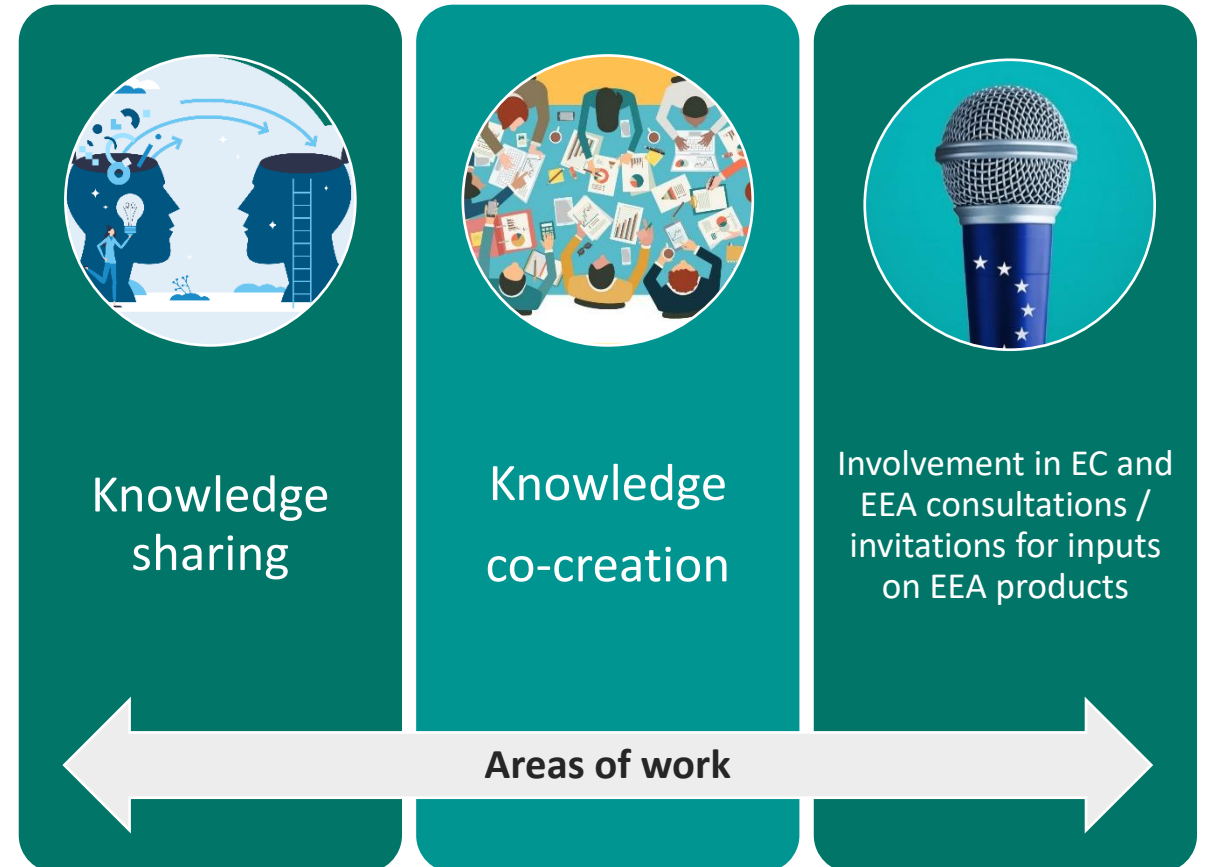 Knowledge
sharing
Knowledge
co-creation
Involvement in EC and
EEA consultations /
invitations for inputs
on EEA products
Areas of work